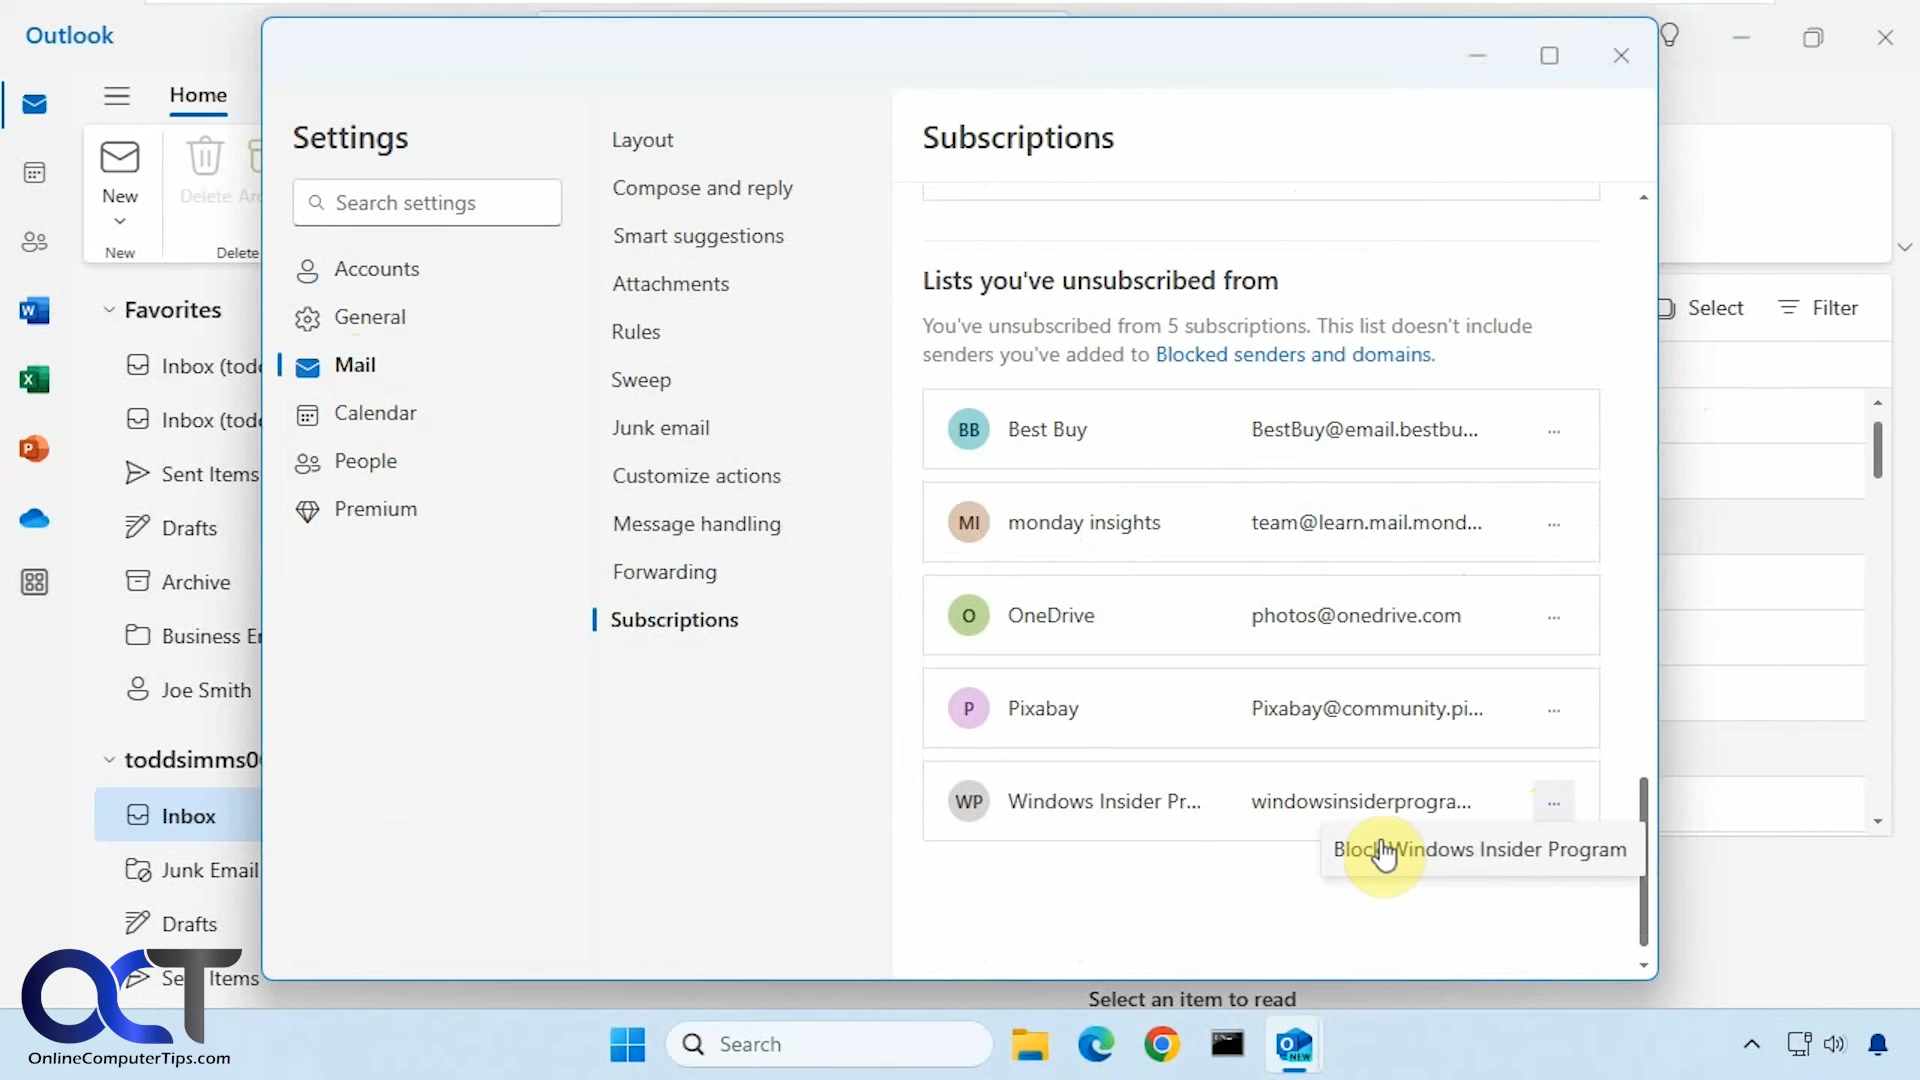 Outlook
Home
New
Delete
New
Delete
Favorites
Sent Items
Drafts
Archive
Business
Joe Smith
Inbox
Junk Email
Drafts
Items
Settings
Search settings
Accounts
General
Mail
Calendar
People
Premium
Layout
Compose and reply
Smart suggestions
Attachments
Rules
Sweep
Junk email
Customize actions
Message handling
Forwarding
Subscriptions
Subscriptions
Lists you've unsubscribed from
You've unsubscribed from 5 subscriptions. This list doesn't include
senders you've added to Blocked senders and domains.
BB Best Buy BestBuy@email.bestbu... ...
MI monday insights team@learn.mail.mond... ...
O OneDrive photos@onedrive.com ...
P Pixabay Pixabay@community.pi... ...
WP Windows Insider Pr... windowsinsiderprogra... ...
Block Windows Insider Program
Select Filter
Select an item to read
Search
NEW
OCT
OnlineComputerTips.com